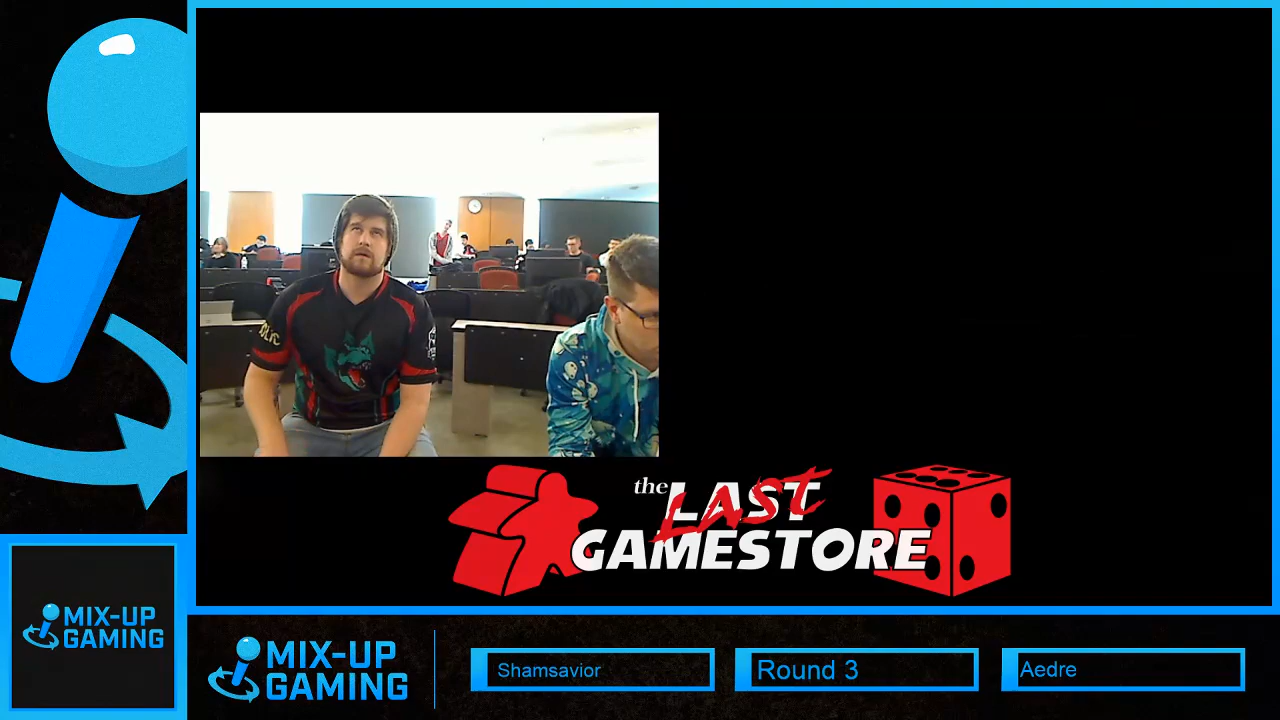 the LAST
GAMESTORE
MIX-UP
GAMING
MIX-UP
GAMING
Shamsavior
Round 3
Aedre